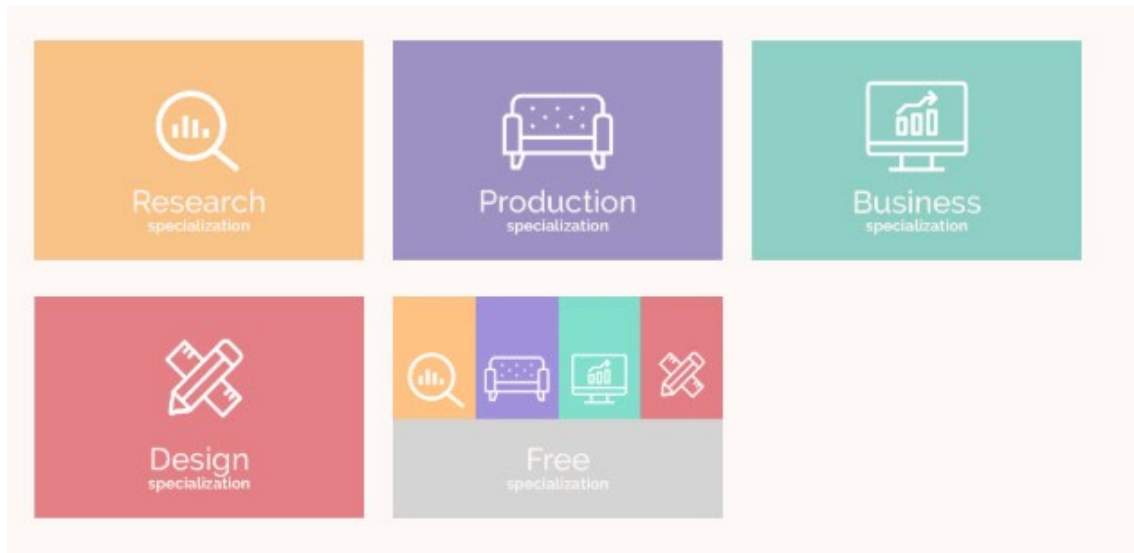 Research
specialization
Production
specialization
Business
specialization
Design
specialization
Free
specialization